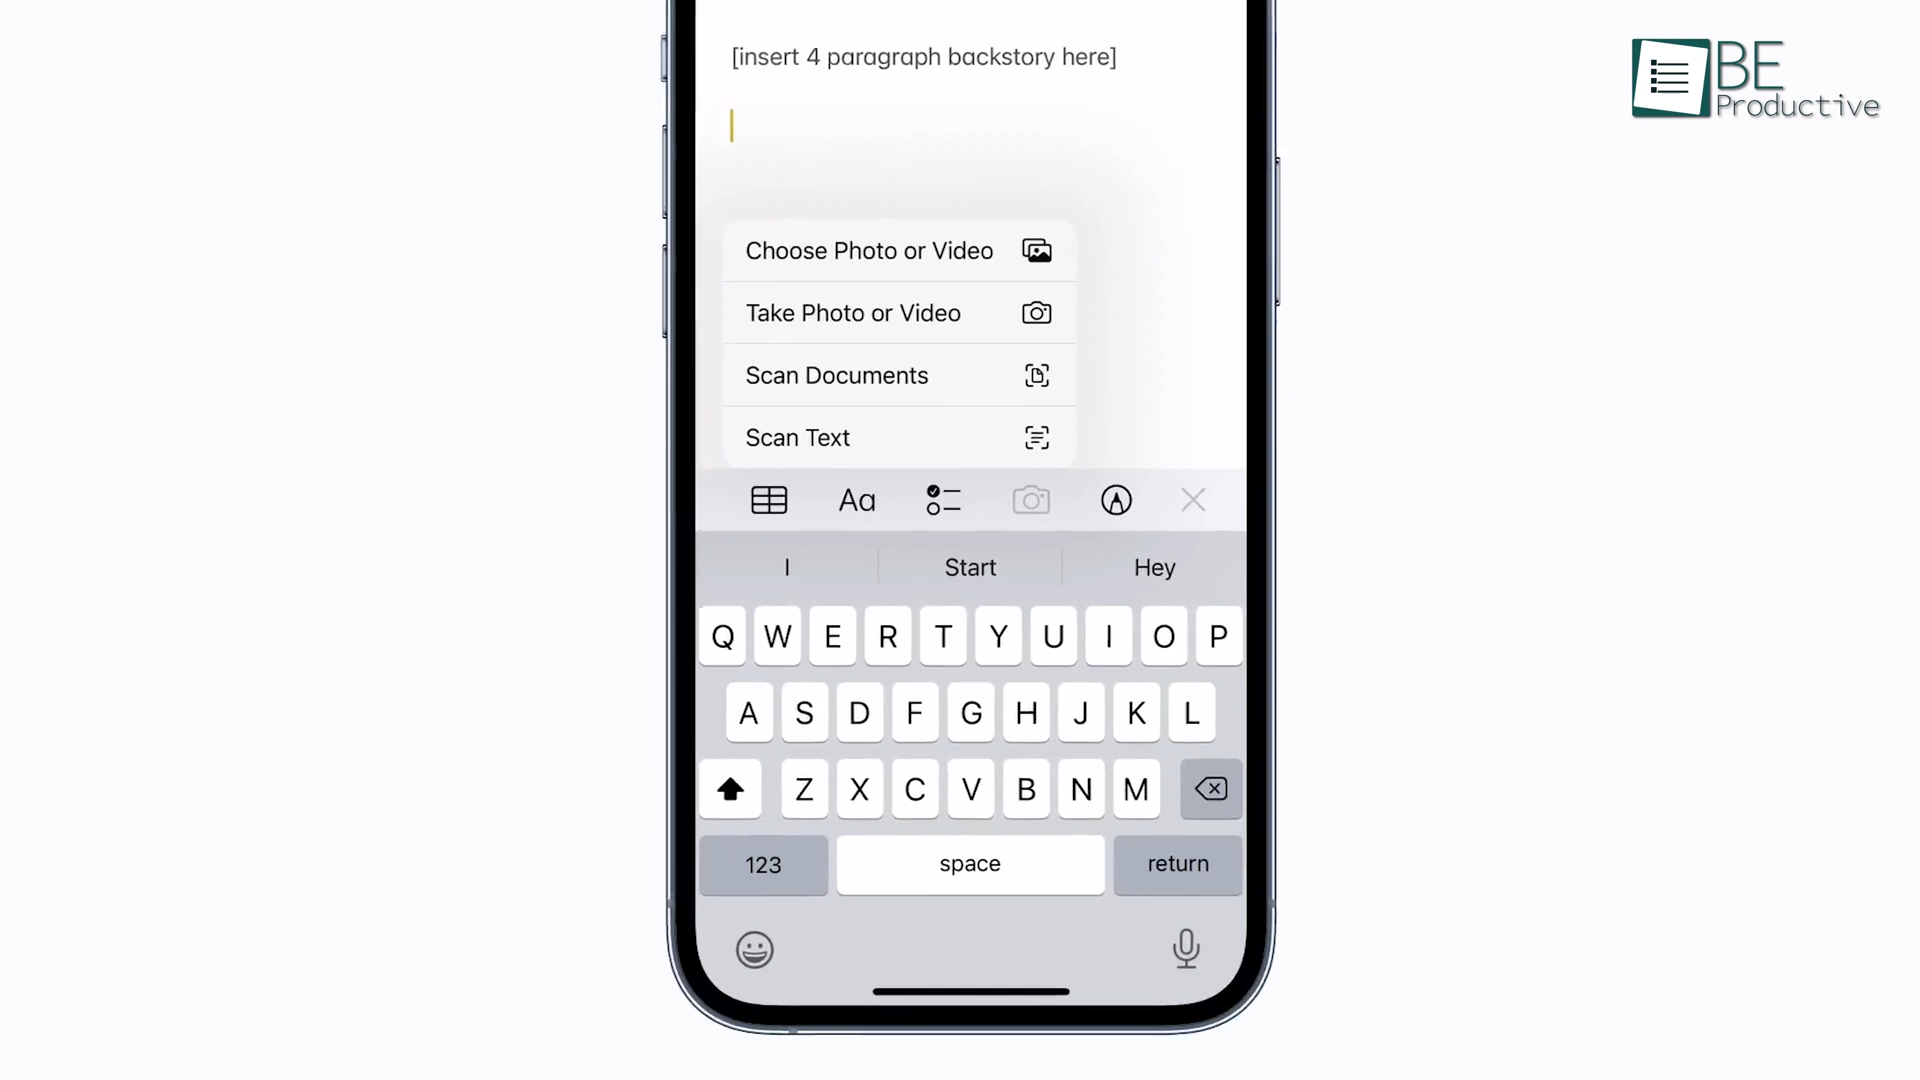 [insert 4 paragraph backstory here]
BE
Productive
Choose Photo or Video
Take Photo or Video
Scan Documents
Scan Text
Aa
I Start Hey
Q W E R T Y U I O P
A S D F G H J K L
Z X C V B N M
123 space return